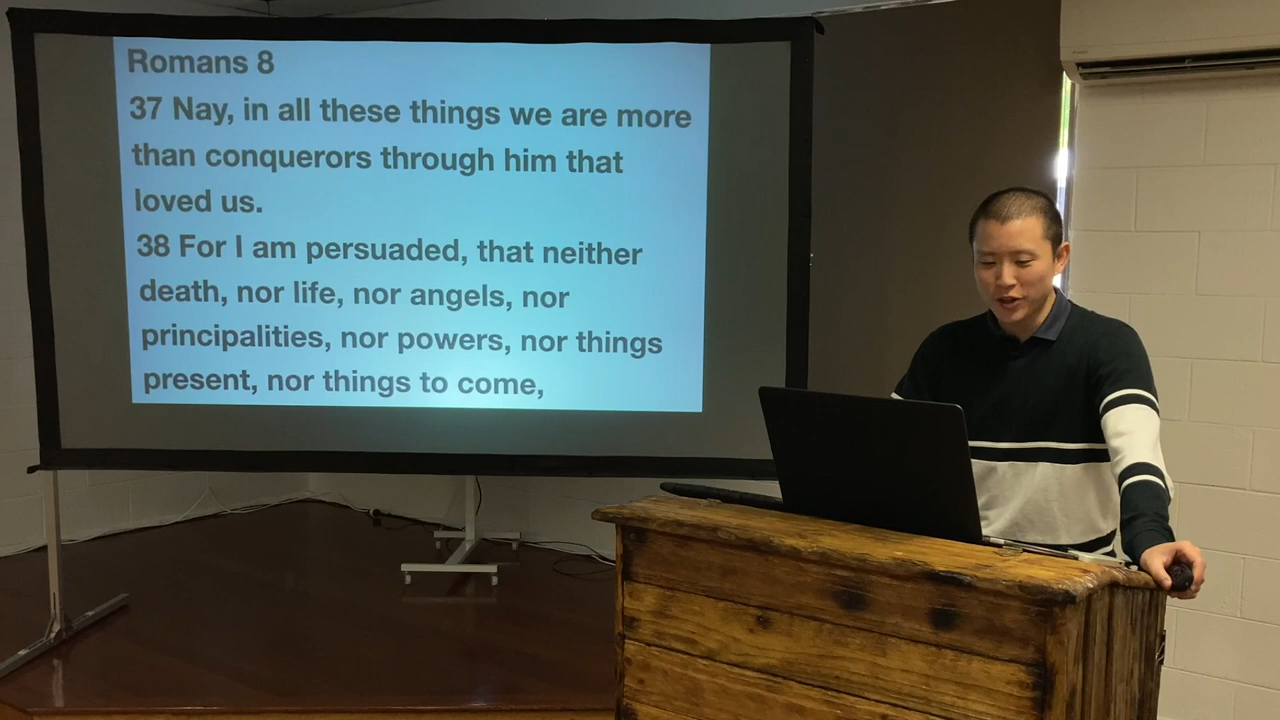 Romans 8
37 Nay, in all these things we are more
than conquerors through him that
loved us.
38 For I am persuaded, that neither
death, nor life, nor angels, nor
principalities, nor powers, nor things
present, nor things to come,